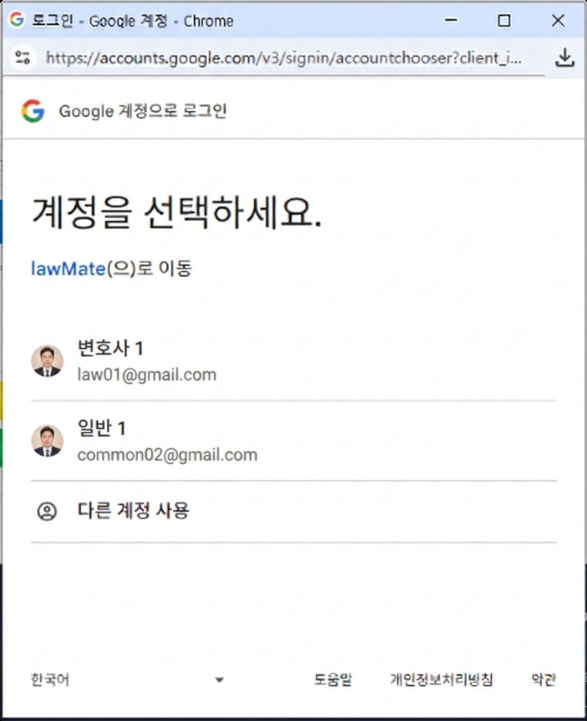 로그인 - Google 계정 - Chrome
https://accounts.google.com/v3/signin/accountchooser?client_i...
Google 계정으로 로그인
계정을 선택하세요.
lawMate(으)로 이동
변호사 1
law01@gmail.com
일반 1
common02@gmail.com
다른 계정 사용
한국어 도움말 개인정보처리방침 약관